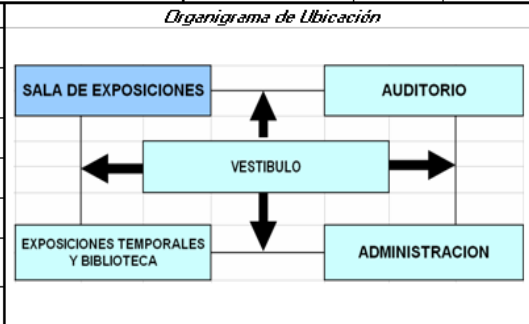 Organigrama de Ubicación
SALA DE EXPOSICIONES
AUDITORIO
VESTIBULO
EXPOSICIONES TEMPORALES
Y BIBLIOTECA
ADMINISTRACION